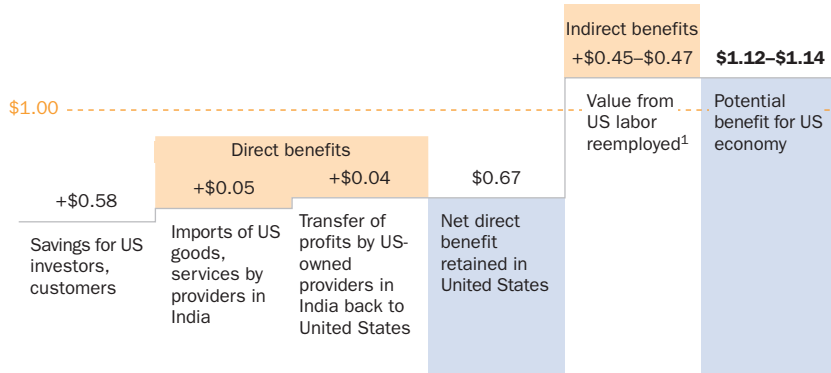 Indirect benefits
+$0.45–$0.47
$1.12–$1.14
$1.00
Value from
US labor
reemployed¹
Potential
benefit for US
economy
Direct benefits
+$0.58
+$0.05
+$0.04
$0.67
Savings for US
investors,
customers
Imports of US
goods,
services by
providers in
India
Transfer of
profits by US-
owned
providers in
India back to
United States
Net direct
benefit
retained in
United States